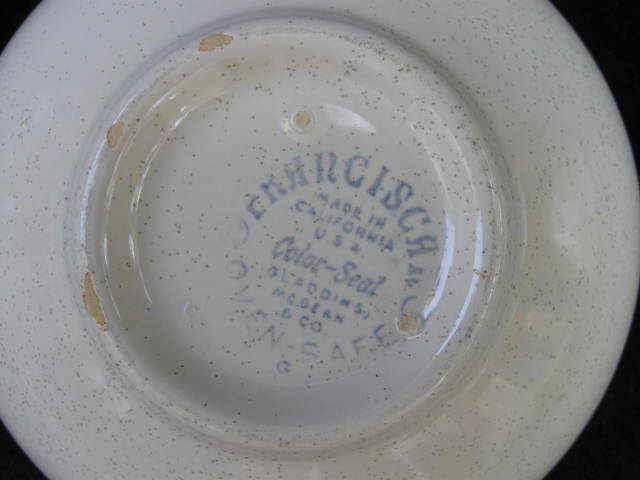 FRANCISCAN
MADE IN
CALIFORNIA
U.S.A.
Color-Seal
GLADDING,
McBEAN
& CO.
OVEN-SAFE
G